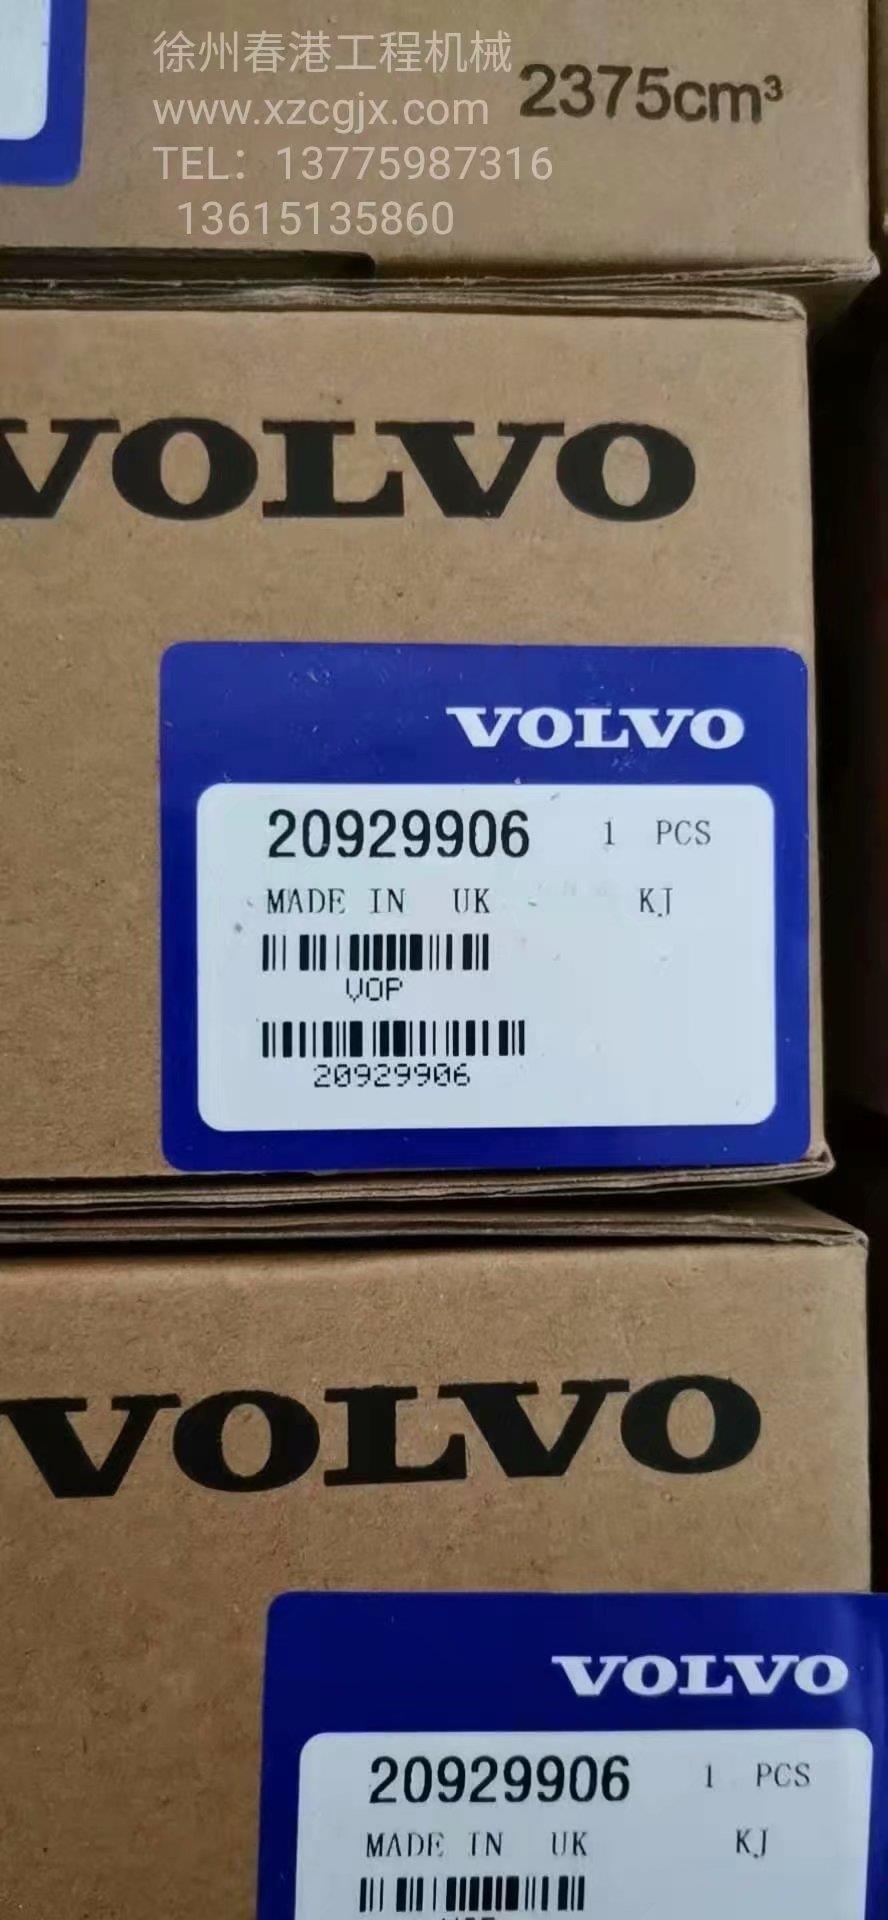 徐州春港工程机械
www.xzcgjx.com
2375cm³
TEL：13775987316
13615135860
VOLVO
VOLVO
20929906 1 PCS
MADE IN UK KJ
VOP
20929906
VOLVO
VOLVO
20929906 1 PCS
MADE IN UK KJ